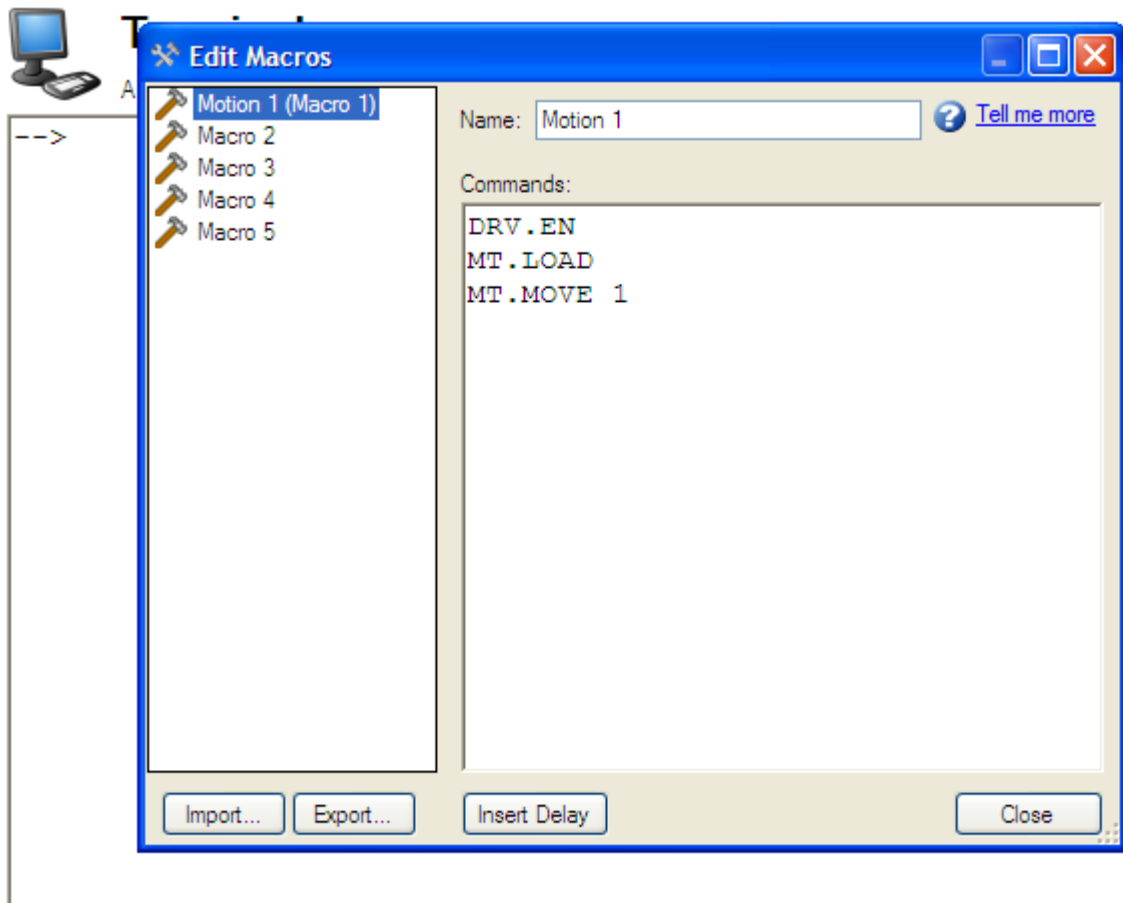 Edit Macros
-->
Motion 1 (Macro 1)
Macro 2
Macro 3
Macro 4
Macro 5
Name: Motion 1
Tell me more
Commands:
DRV.EN
MT.LOAD
MT.MOVE 1
Import...
Export...
Insert Delay
Close